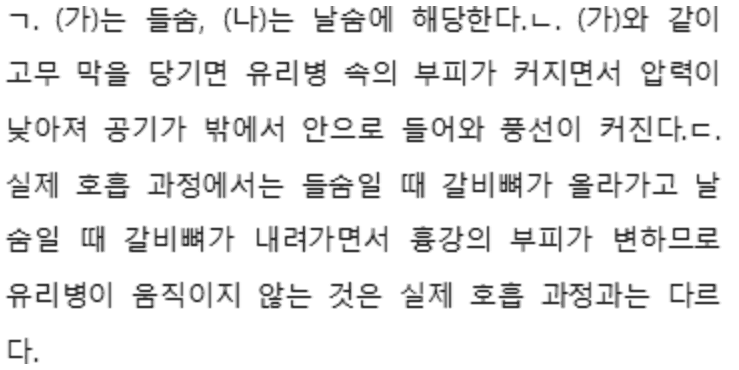 ㄱ. (가)는 들숨, (나)는 날숨에 해당한다.ㄴ. (가)와 같이
고무 막을 당기면 유리병 속의 부피가 커지면서 압력이
낮아져 공기가 밖에서 안으로 들어와 풍선이 커진다.ㄷ.
실제 호흡 과정에서는 들숨일 때 갈비뼈가 올라가고 날
숨일 때 갈비뼈가 내려가면서 흉강의 부피가 변하므로
유리병이 움직이지 않는 것은 실제 호흡 과정과는 다르
다.